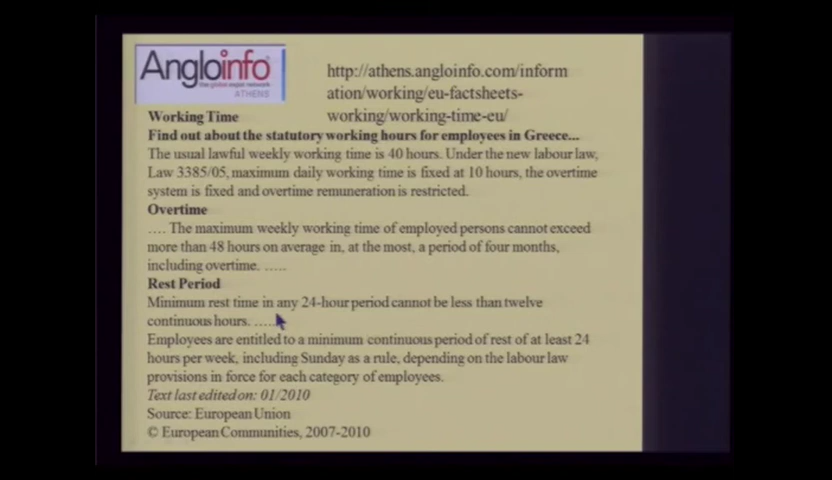 Angloinfo
the global expat network
ATHENS
http://athens.angloinfo.com/inform
ation/working/eu-factsheets-
working/working-time-eu/
Working Time
Find out about the statutory working hours for employees in Greece...
The usual lawful weekly working time is 40 hours. Under the new labour law,
Law 3385/05, maximum daily working time is fixed at 10 hours, the overtime
system is fixed and overtime remuneration is restricted.
Overtime
.... The maximum weekly working time of employed persons cannot exceed
more than 48 hours on average in, at the most, a period of four months,
including overtime. .....
Rest Period
Minimum rest time in any 24-hour period cannot be less than twelve
continuous hours. .....
Employees are entitled to a minimum continuous period of rest of at least 24
hours per week, including Sunday as a rule, depending on the labour law
provisions in force for each category of employees.
Text last edited on: 01/2010
Source: European Union
© European Communities, 2007-2010